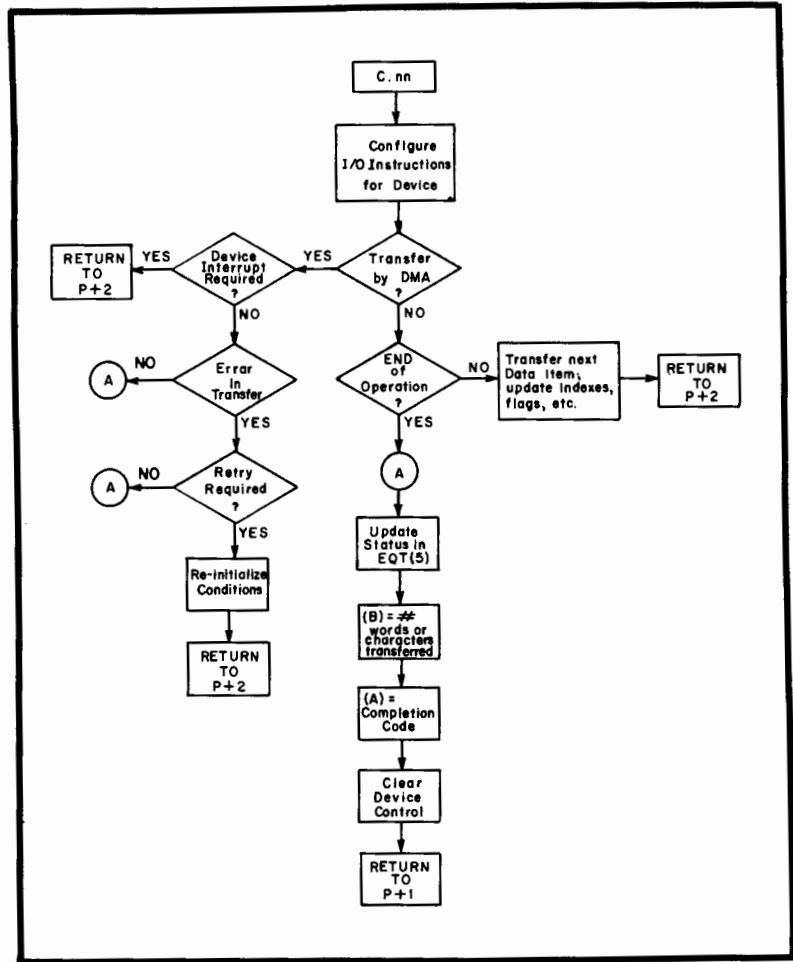 C.nn
Configure
I/O Instructions
for Device
Transfer
by DMA
?
YES
NO
Device
Interrupt
Required
?
YES
NO
RETURN
TO
P+2
Error
In
Transfer
NO
YES
A
Retry
Required
?
NO
YES
A
Re-initialize
Conditions
RETURN
TO
P+2
END
of
Operation
?
NO
YES
Transfer next
Data Item;
update Indexes,
flags, etc.
RETURN
TO
P+2
A
Update
Status in
EQT(5)
(B) = #
words or
characters
transferred
(A) =
Completion
Code
Clear
Device
Control
RETURN
TO
P+1